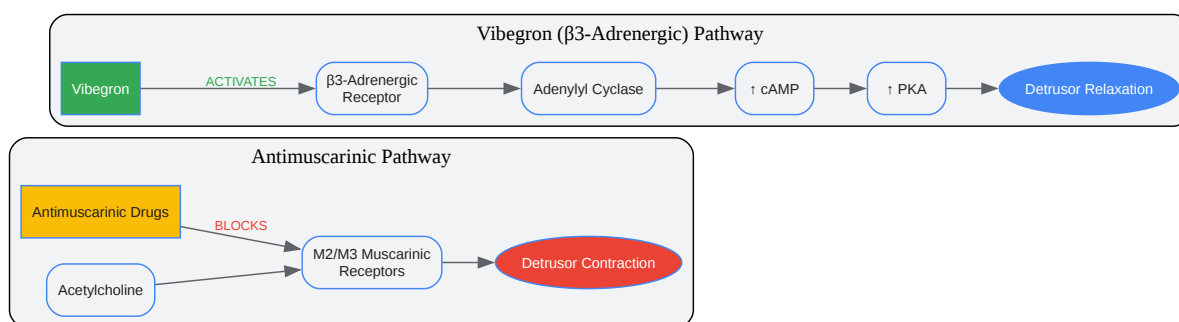 Vibegron (β3-Adrenergic) Pathway
Vibegron
ACTIVATES
β3-Adrenergic
Receptor
Adenylyl Cyclase
↑ cAMP
↑ PKA
Detrusor Relaxation
Antimuscarinic Pathway
Antimuscarinic Drugs
BLOCKS
Acetylcholine
M2/M3 Muscarinic
Receptors
Detrusor Contraction